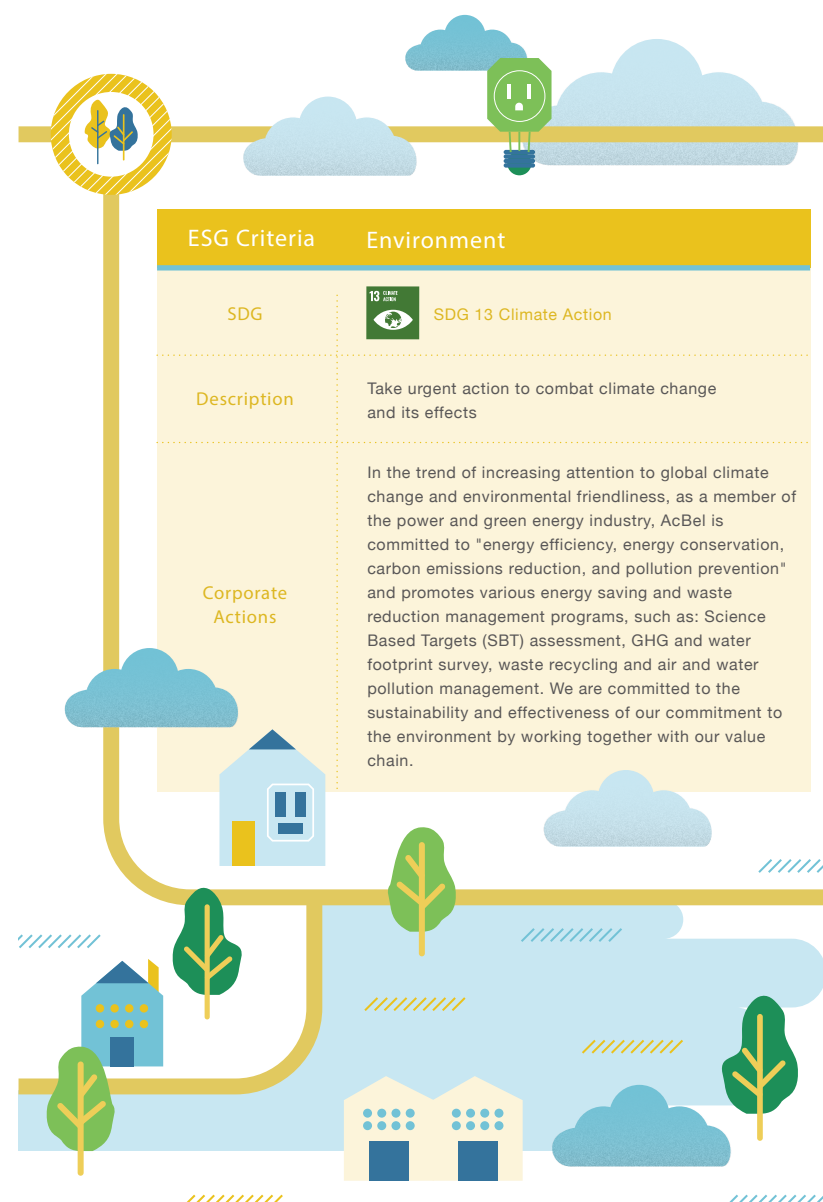 ESG Criteria
Environment
SDG
13 CLIMATE
ACTION
SDG 13 Climate Action
Description
Take urgent action to combat climate change
and its effects
Corporate
Actions
In the trend of increasing attention to global climate
change and environmental friendliness, as a member of
the power and green energy industry, AcBel is
committed to "energy efficiency, energy conservation,
carbon emissions reduction, and pollution prevention"
and promotes various energy saving and waste
reduction management programs, such as: Science
Based Targets (SBT) assessment, GHG and water
footprint survey, waste recycling and air and water
pollution management. We are committed to the
sustainability and effectiveness of our commitment to
the environment by working together with our value
chain.